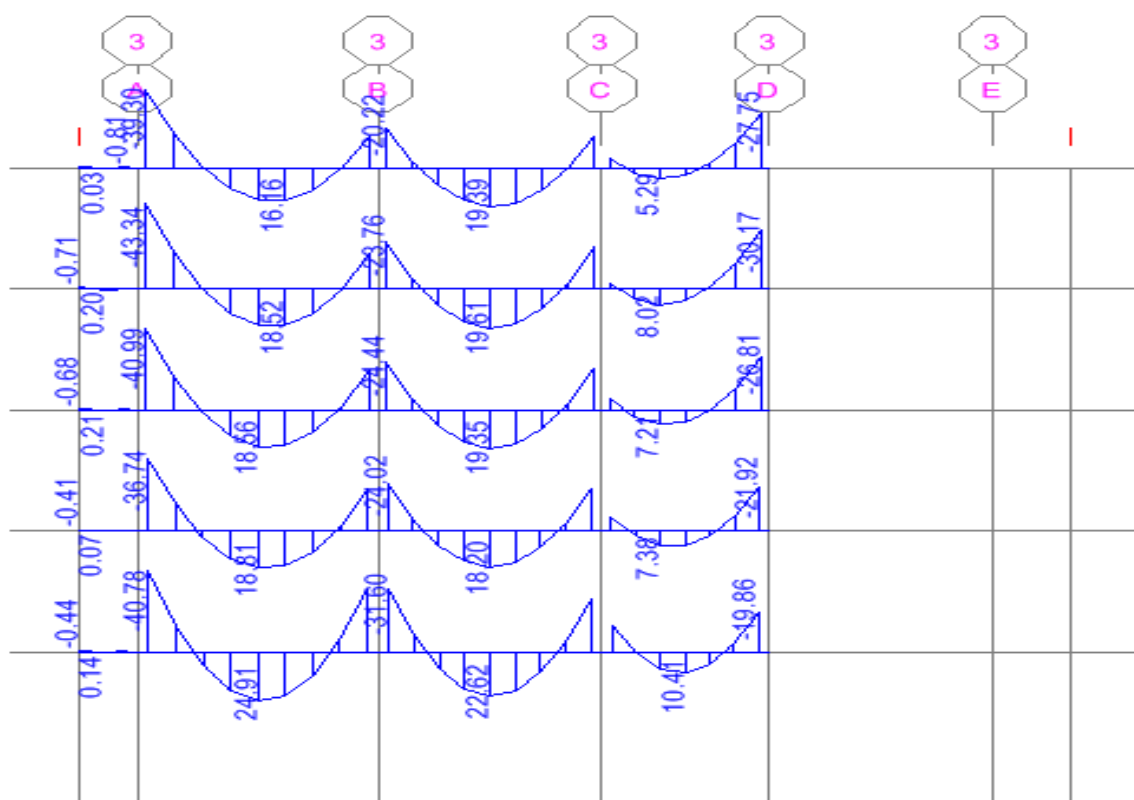 3 3 3 3 3
A B C D E
-0.81 -39.30 -20.22 -27.75
0.03 16.16 19.39 5.29
-0.71 -43.34 -23.76 -30.17
0.20 18.52 19.61 8.02
-0.68 -40.99 -24.44 -26.81
0.21 18.66 19.35 7.21
-0.41 -36.74 -24.02 -21.92
0.07 18.81 18.20 7.38
-0.44 -40.78 -31.60 -19.86
0.14 24.91 22.62 10.41